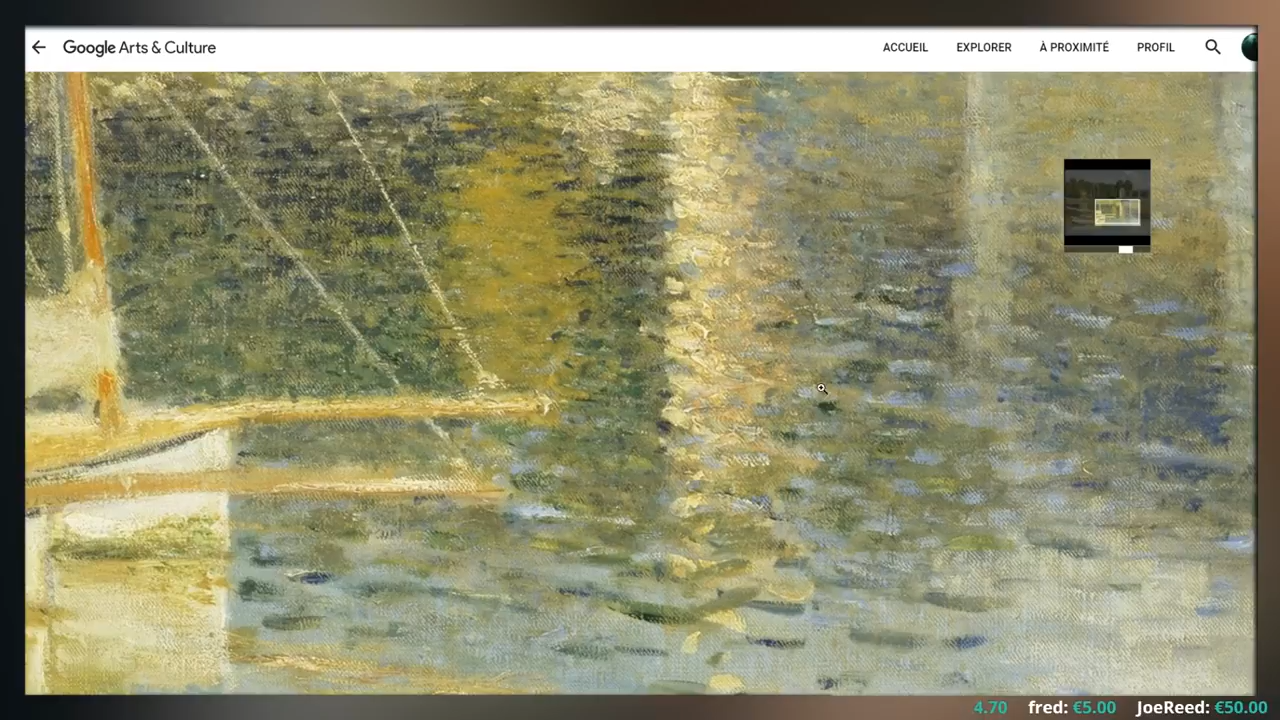 Google Arts & Culture ACCUEIL EXPLORER À PROXIMITÉ PROFIL
4.70 fred: €5.00 JoeReed: €50.00